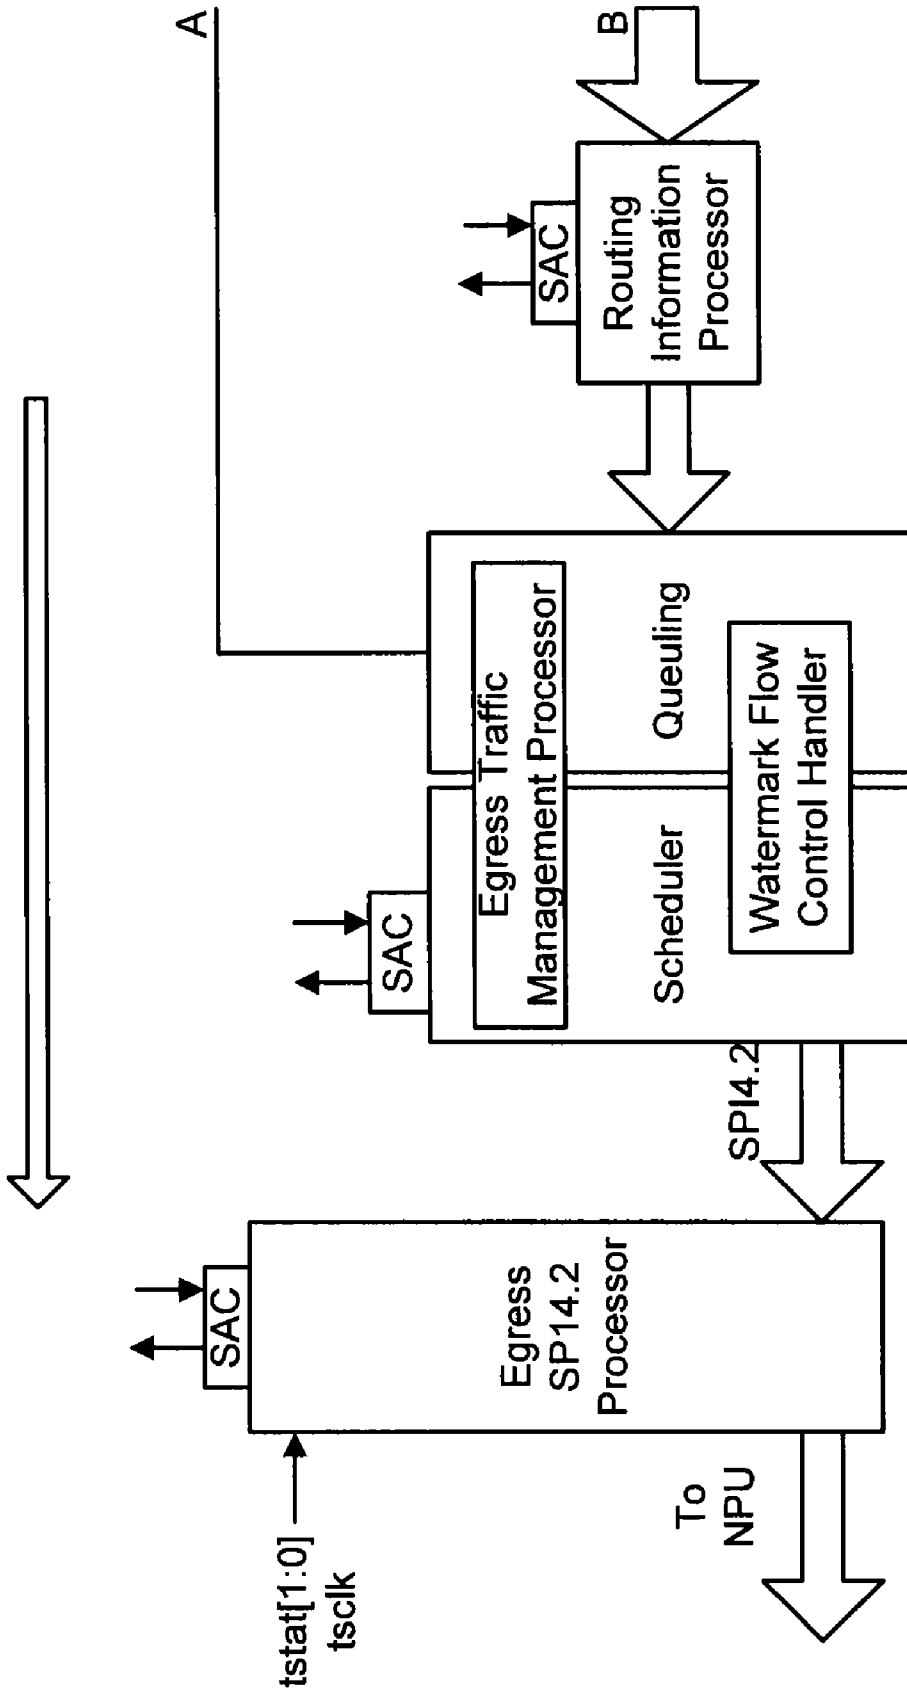 A
B
SAC
Routing
Information
Processor
SAC
Egress Traffic
Management Processor
Scheduler
Queuling
Watermark Flow
Control Handler
SPI4.2
SAC
Egress
SP14.2
Processor
tstat[1:0]
tsclk
To
NPU